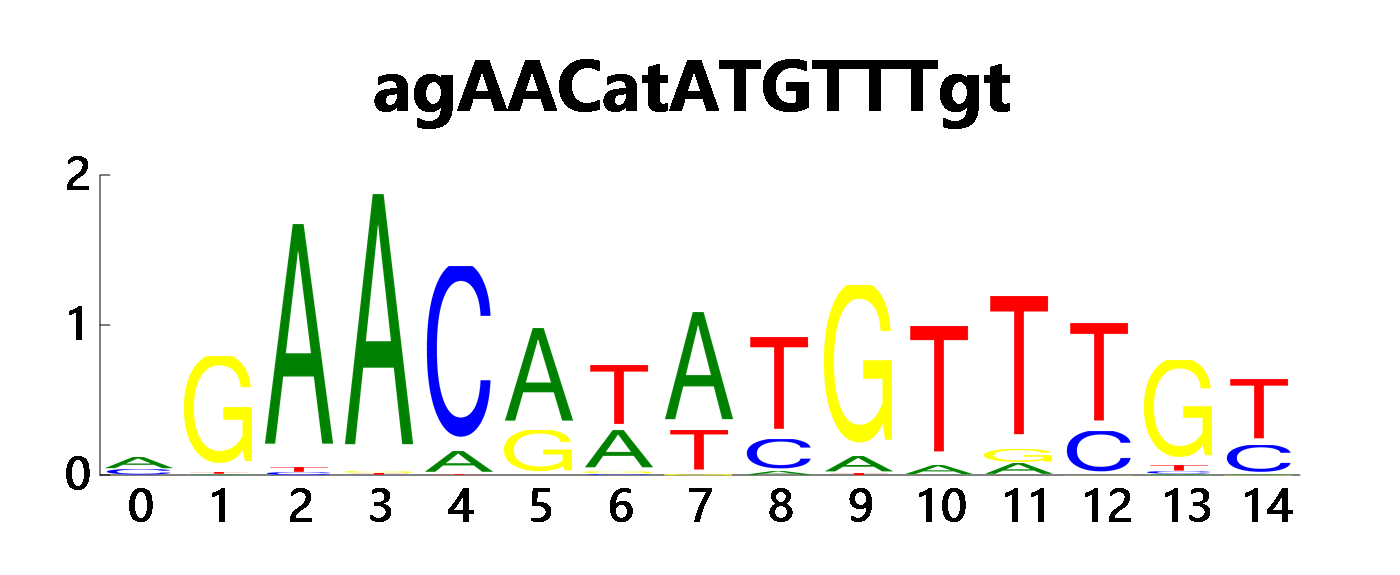 agAACatATGTTTgt
2
1
0
A G A A C A T A T G T T T G T
A G A T C A C A G A C C
0 1 2 3 4 5 6 7 8 9 10 11 12 13 14